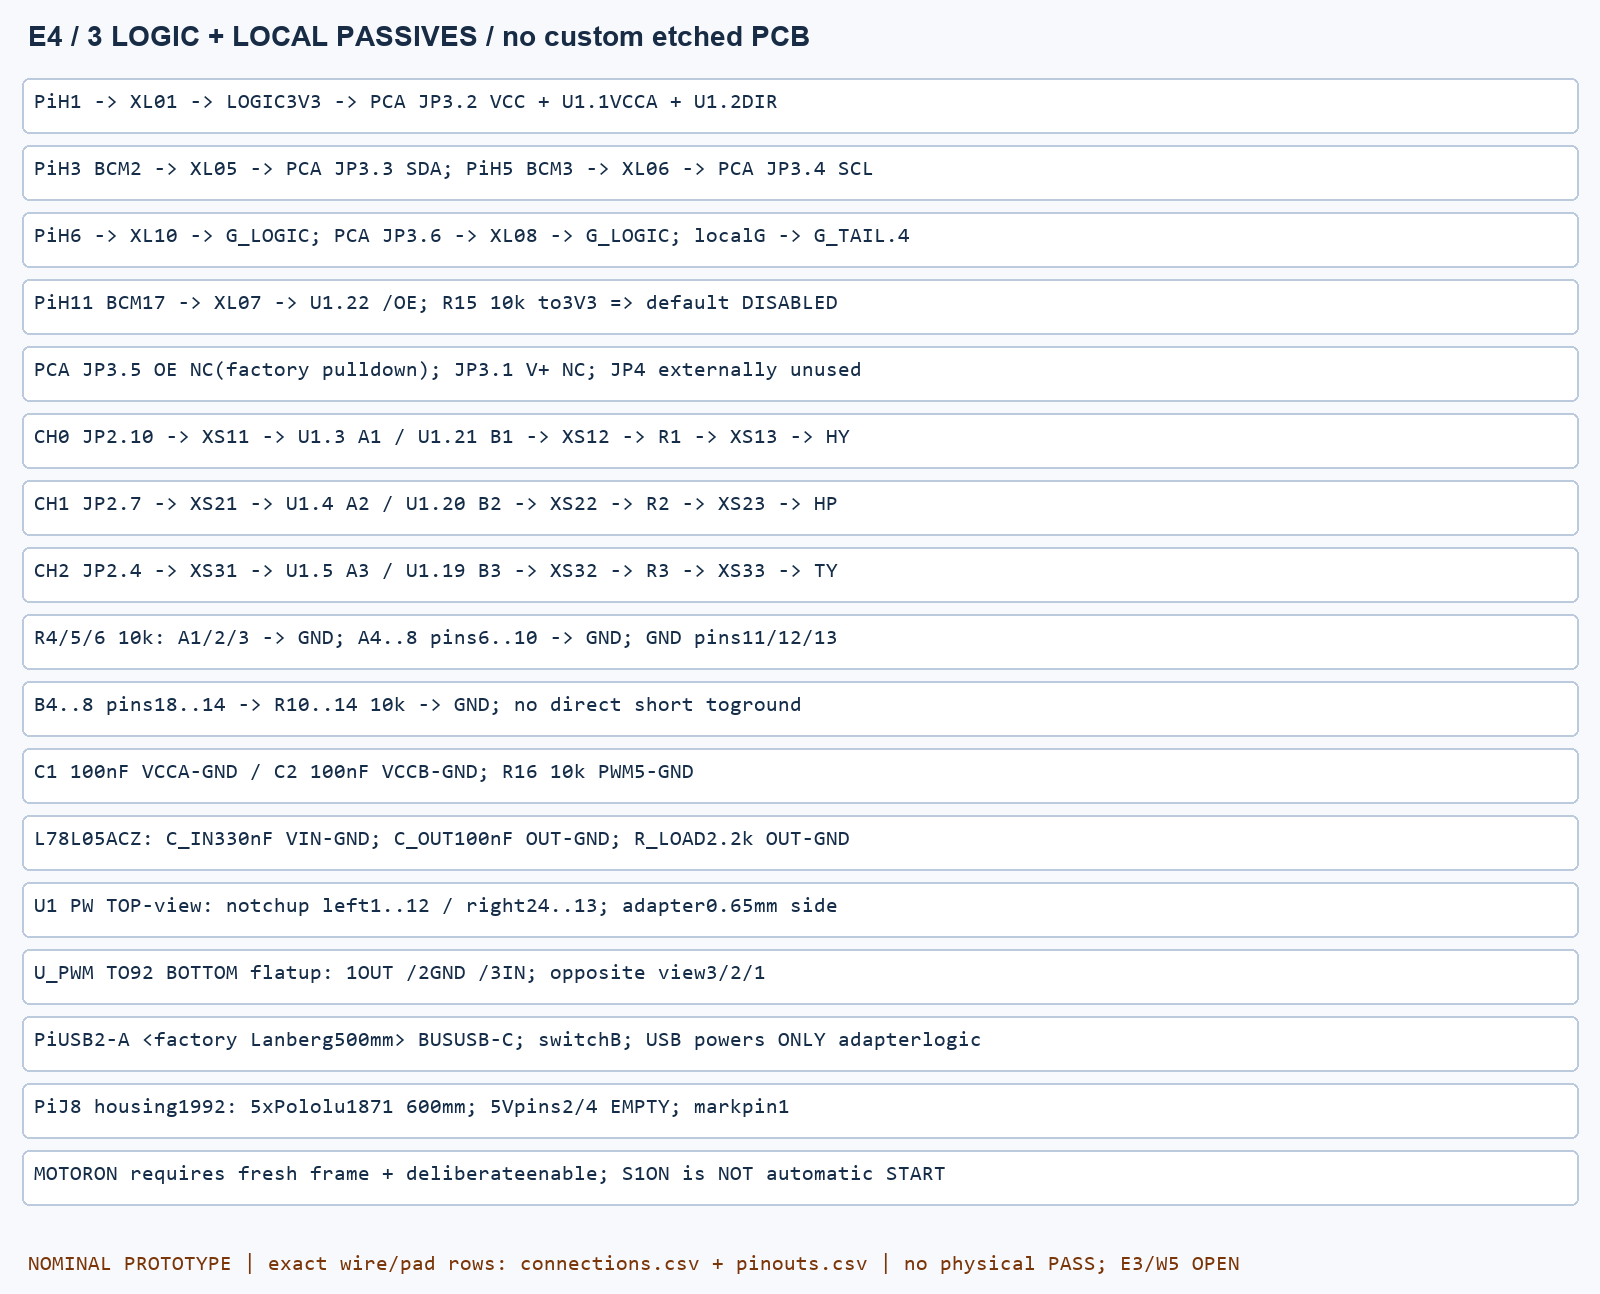 E4 / 3 LOGIC + LOCAL PASSIVES / no custom etched PCB
PiH1 -> XL01 -> LOGIC3V3 -> PCA JP3.2 VCC + U1.1VCCA + U1.2DIR
PiH3 BCM2 -> XL05 -> PCA JP3.3 SDA; PiH5 BCM3 -> XL06 -> PCA JP3.4 SCL
PiH6 -> XL10 -> G_LOGIC; PCA JP3.6 -> XL08 -> G_LOGIC; localG -> G_TAIL.4
PiH11 BCM17 -> XL07 -> U1.22 /OE; R15 10k to3V3 => default DISABLED
PCA JP3.5 OE NC(factory pulldown); JP3.1 V+ NC; JP4 externally unused
CH0 JP2.10 -> XS11 -> U1.3 A1 / U1.21 B1 -> XS12 -> R1 -> XS13 -> HY
CH1 JP2.7 -> XS21 -> U1.4 A2 / U1.20 B2 -> XS22 -> R2 -> XS23 -> HP
CH2 JP2.4 -> XS31 -> U1.5 A3 / U1.19 B3 -> XS32 -> R3 -> XS33 -> TY
R4/5/6 10k: A1/2/3 -> GND; A4..8 pins6..10 -> GND; GND pins11/12/13
B4..8 pins18..14 -> R10..14 10k -> GND; no direct short toground
C1 100nF VCCA-GND / C2 100nF VCCB-GND; R16 10k PWM5-GND
L78L05ACZ: C_IN330nF VIN-GND; C_OUT100nF OUT-GND; R_LOAD2.2k OUT-GND
U1 PW TOP-view: notchup left1..12 / right24..13; adapter0.65mm side
U_PWM TO92 BOTTOM flatup: 1OUT /2GND /3IN; opposite view3/2/1
PiUSB2-A <factory Lanberg500mm> BUSUSB-C; switchB; USB powers ONLY adapterlogic
PiJ8 housing1992: 5xPololu1871 600mm; 5Vpins2/4 EMPTY; markpin1
MOTORON requires fresh frame + deliberateenable; S1ON is NOT automatic START
NOMINAL PROTOTYPE | exact wire/pad rows: connections.csv + pinouts.csv | no physical PASS; E3/W5 OPEN